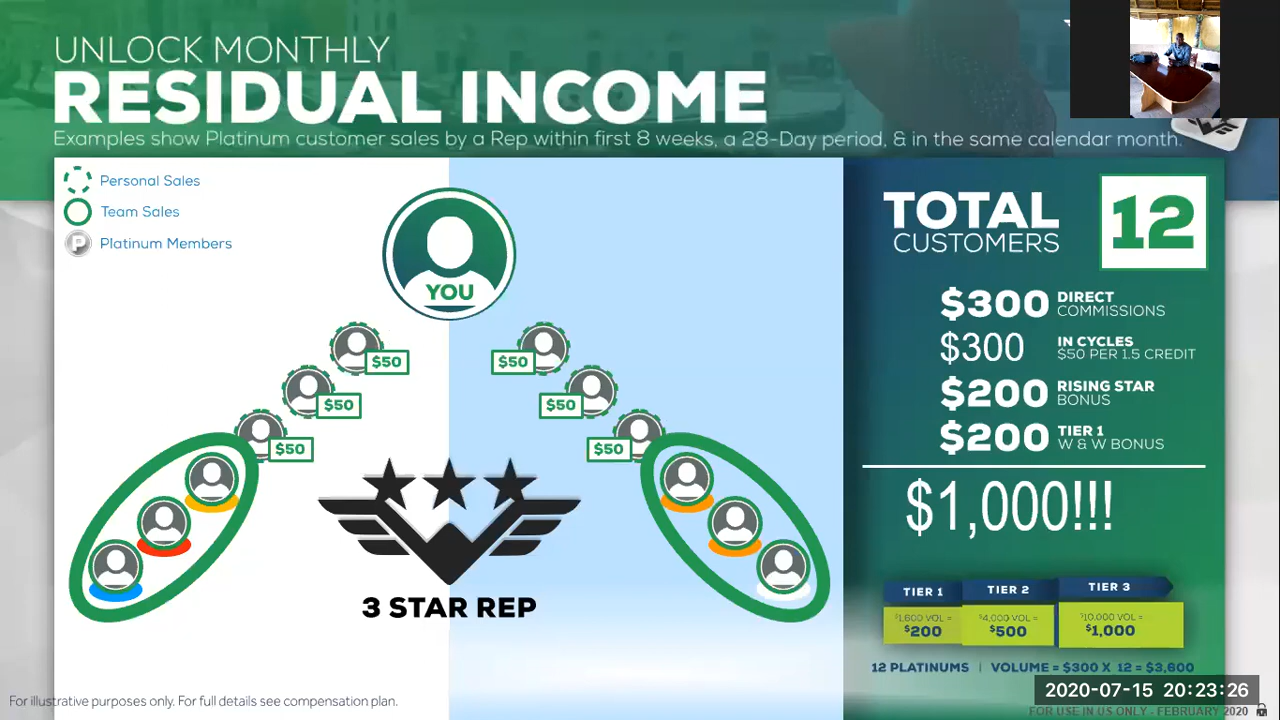 UNLOCK MONTHLY
RESIDUAL INCOME
Examples show Platinum customer sales by a Rep within first 8 weeks, a 28-Day period, & in the same calendar month.
Personal Sales
Team Sales
P
Platinum Members
YOU
$50
$50
$50
$50
$50
$50
3 STAR REP
TOTAL
CUSTOMERS
12
$300 DIRECT
COMMISSIONS
$300 IN CYCLES
$50 PER 1.5 CREDIT
$200 RISING STAR
BONUS
$200 TIER 1
W & W BONUS
$1,000!!!
TIER 1 TIER 2 TIER 3
$1,600 VOL = $4,000 VOL = $10,000 VOL =
$200 $500 $1,000
12 PLATINUMS | VOLUME = $300 X 12 = $3,600
2020-07-15 20:23:26
For illustrative purposes only. For full details see compensation plan.
FOR USE IN US ONLY - FEBRUARY 2020